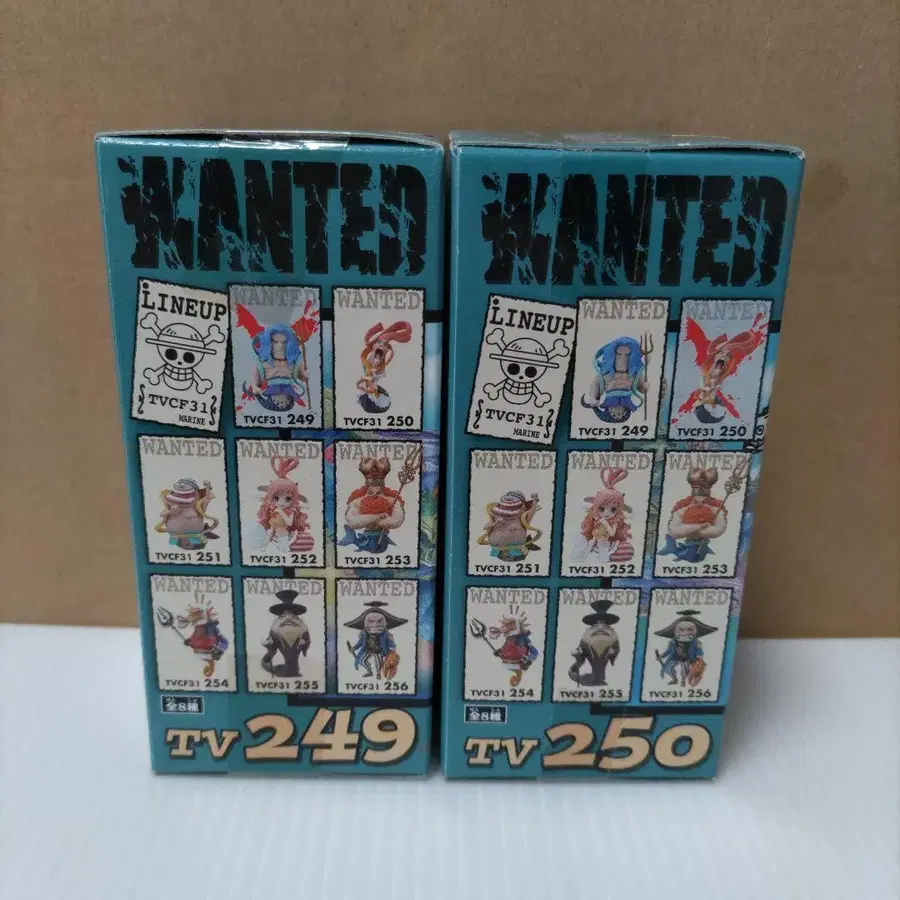 WANTED
LINEUP
TVCF31
MARINE
WANTED
TVCF31 249
WANTED
TVCF31 250
WANTED
TVCF31 251
WANTED
TVCF31 252
WANTED
TVCF31 253
WANTED
TVCF31 254
WANTED
TVCF31 255
WANTED
TVCF31 256
全8種
TV 249
WANTED
LINEUP
TVCF31
MARINE
WANTED
TVCF31 249
WANTED
TVCF31 250
WANTED
TVCF31 251
WANTED
TVCF31 252
WANTED
TVCF31 253
WANTED
TVCF31 254
WANTED
TVCF31 255
WANTED
TVCF31 256
全8種
TV 250